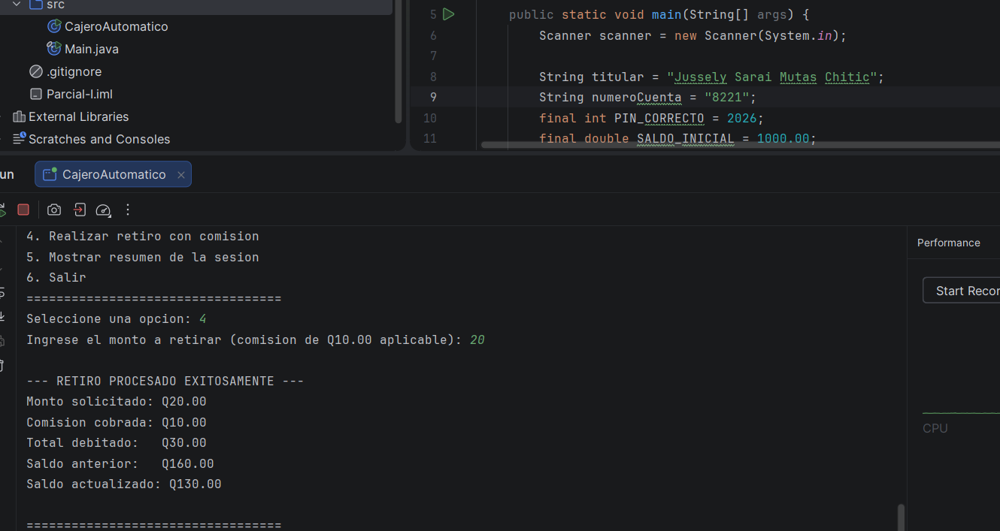 src
CajeroAutomatico
Main.java
.gitignore
Parcial-I.iml
External Libraries
Scratches and Consoles
5 public static void main(String[] args) {
6 Scanner scanner = new Scanner(System.in);
7
8 String titular = "Jussely Sarai Mutas Chitic";
9 String numeroCuenta = "8221";
10 final int PIN_CORRECTO = 2026;
11 final double SALDO_INICIAL = 1000.00;
un CajeroAutomatico
4. Realizar retiro con comision
5. Mostrar resumen de la sesion
6. Salir
==================================
Seleccione una opcion: 4
Ingrese el monto a retirar (comision de Q10.00 aplicable): 20
--- RETIRO PROCESADO EXITOSAMENTE ---
Monto solicitado: Q20.00
Comision cobrada: Q10.00
Total debitado:   Q30.00
Saldo anterior:   Q160.00
Saldo actualizado: Q130.00
==================================
Performance
Start Recor
CPU